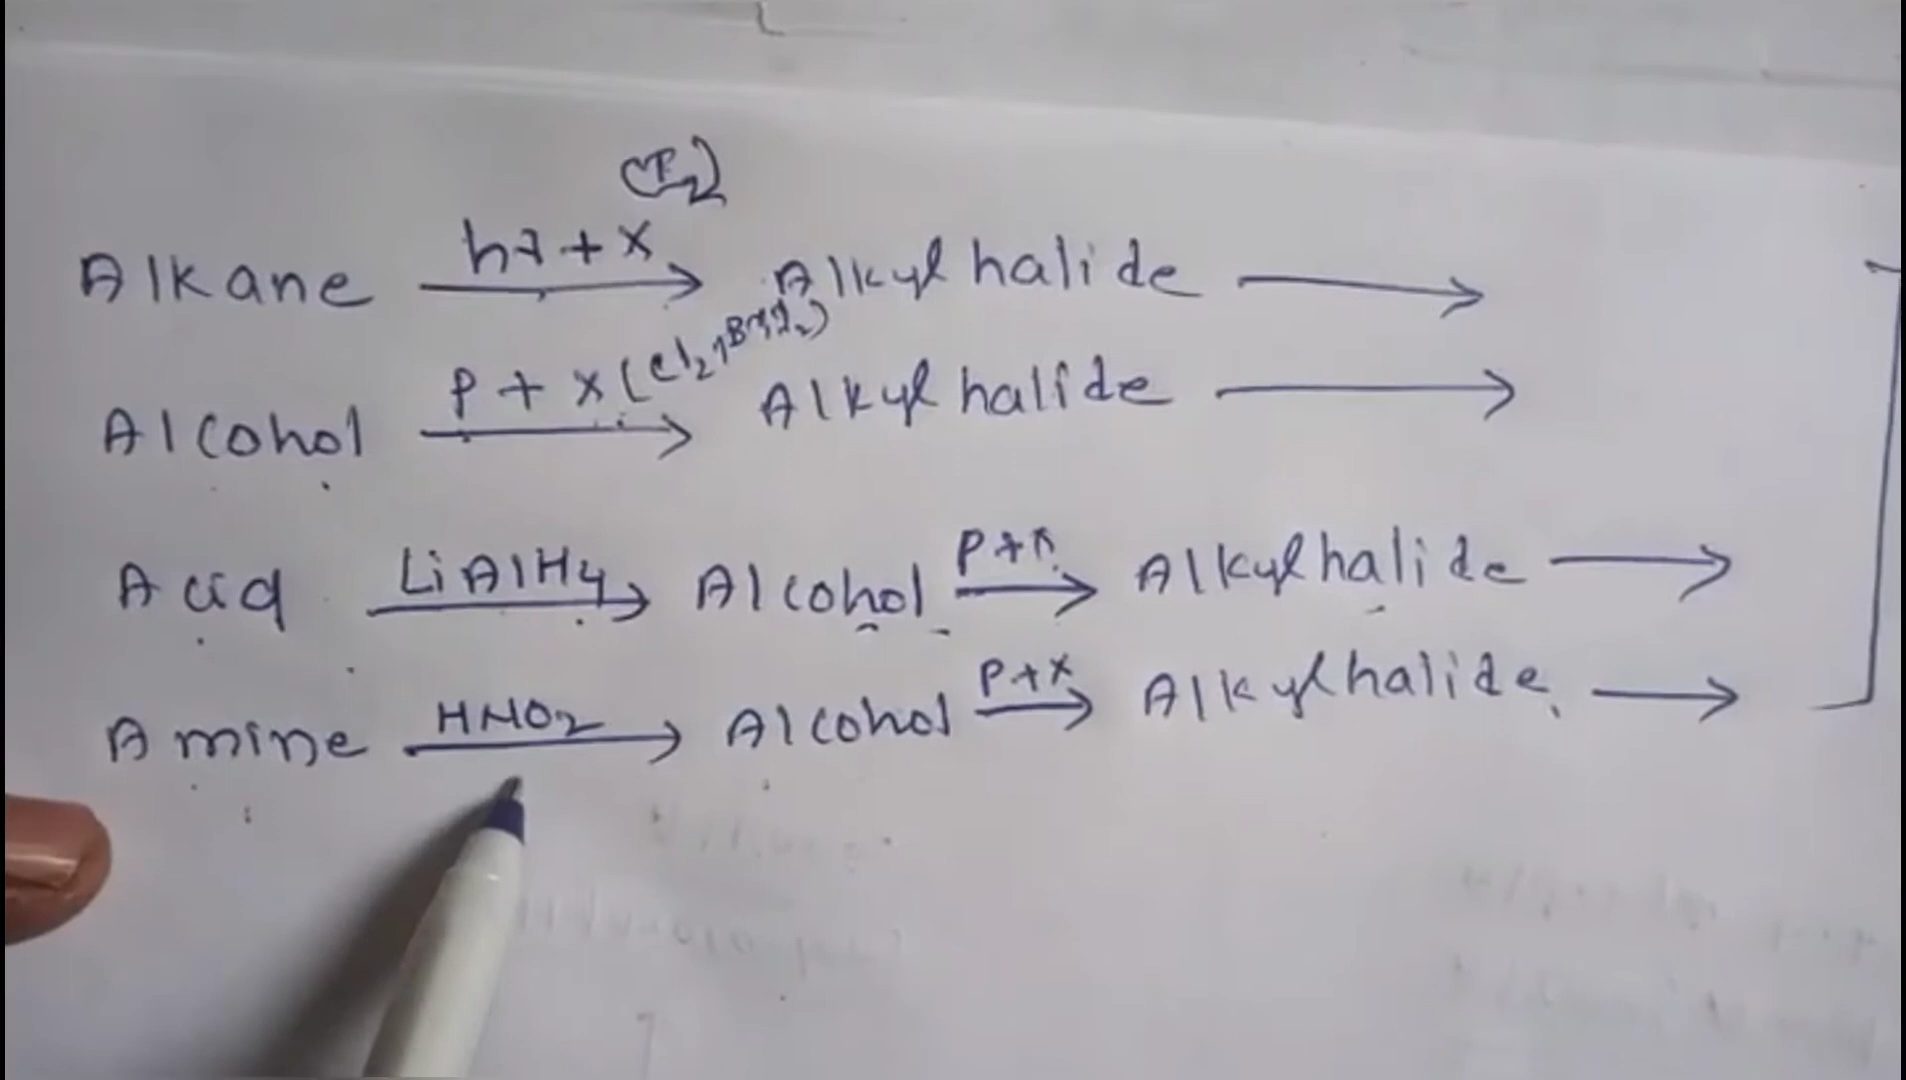 Alkane hν + X Alkyl halide
Alcohol P + X (Cl2, Br2, I2) Alkyl halide
Acid LiAlH4 Alcohol P+X Alkyl halide
Amine HNO2 Alcohol P+X Alkyl halide